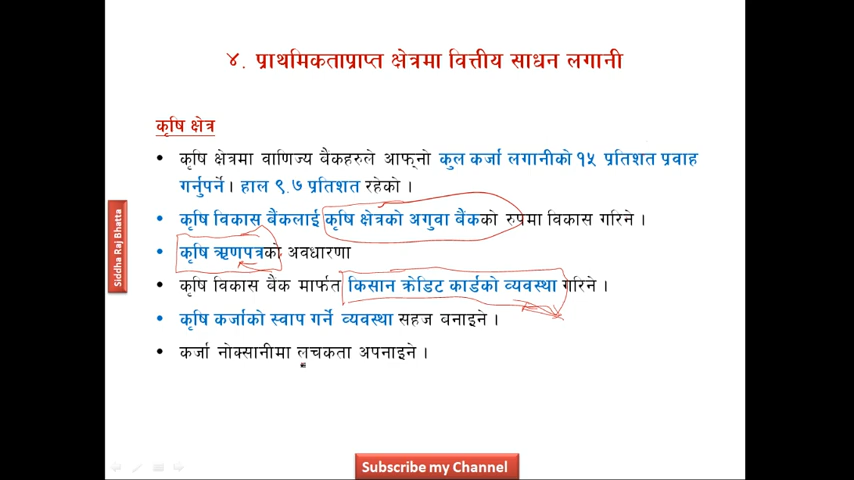 ४. प्राथमिकताप्राप्त क्षेत्रमा वित्तीय साधन लगानी
कृषि क्षेत्र
• कृषि क्षेत्रमा वाणिज्य बैंकहरुले आफ्नो कुल कर्जा लगानीको १५ प्रतिशत प्रवाह
गर्नुपर्ने । हाल ९.७ प्रतिशत रहेको ।
• कृषि विकास बैंकलाई कृषि क्षेत्रको अगुवा बैंकको रुपमा विकास गरिने ।
• कृषि ऋणपत्रको अवधारणा
• कृषि विकास बैंक मार्फत किसान क्रेडिट कार्डको व्यवस्था गरिने ।
• कृषि कर्जाको स्वाप गर्ने व्यवस्था सहज बनाइने ।
• कर्जा नोक्सानीमा लचकता अपनाइने ।
Siddha Raj Bhatta
Subscribe my Channel